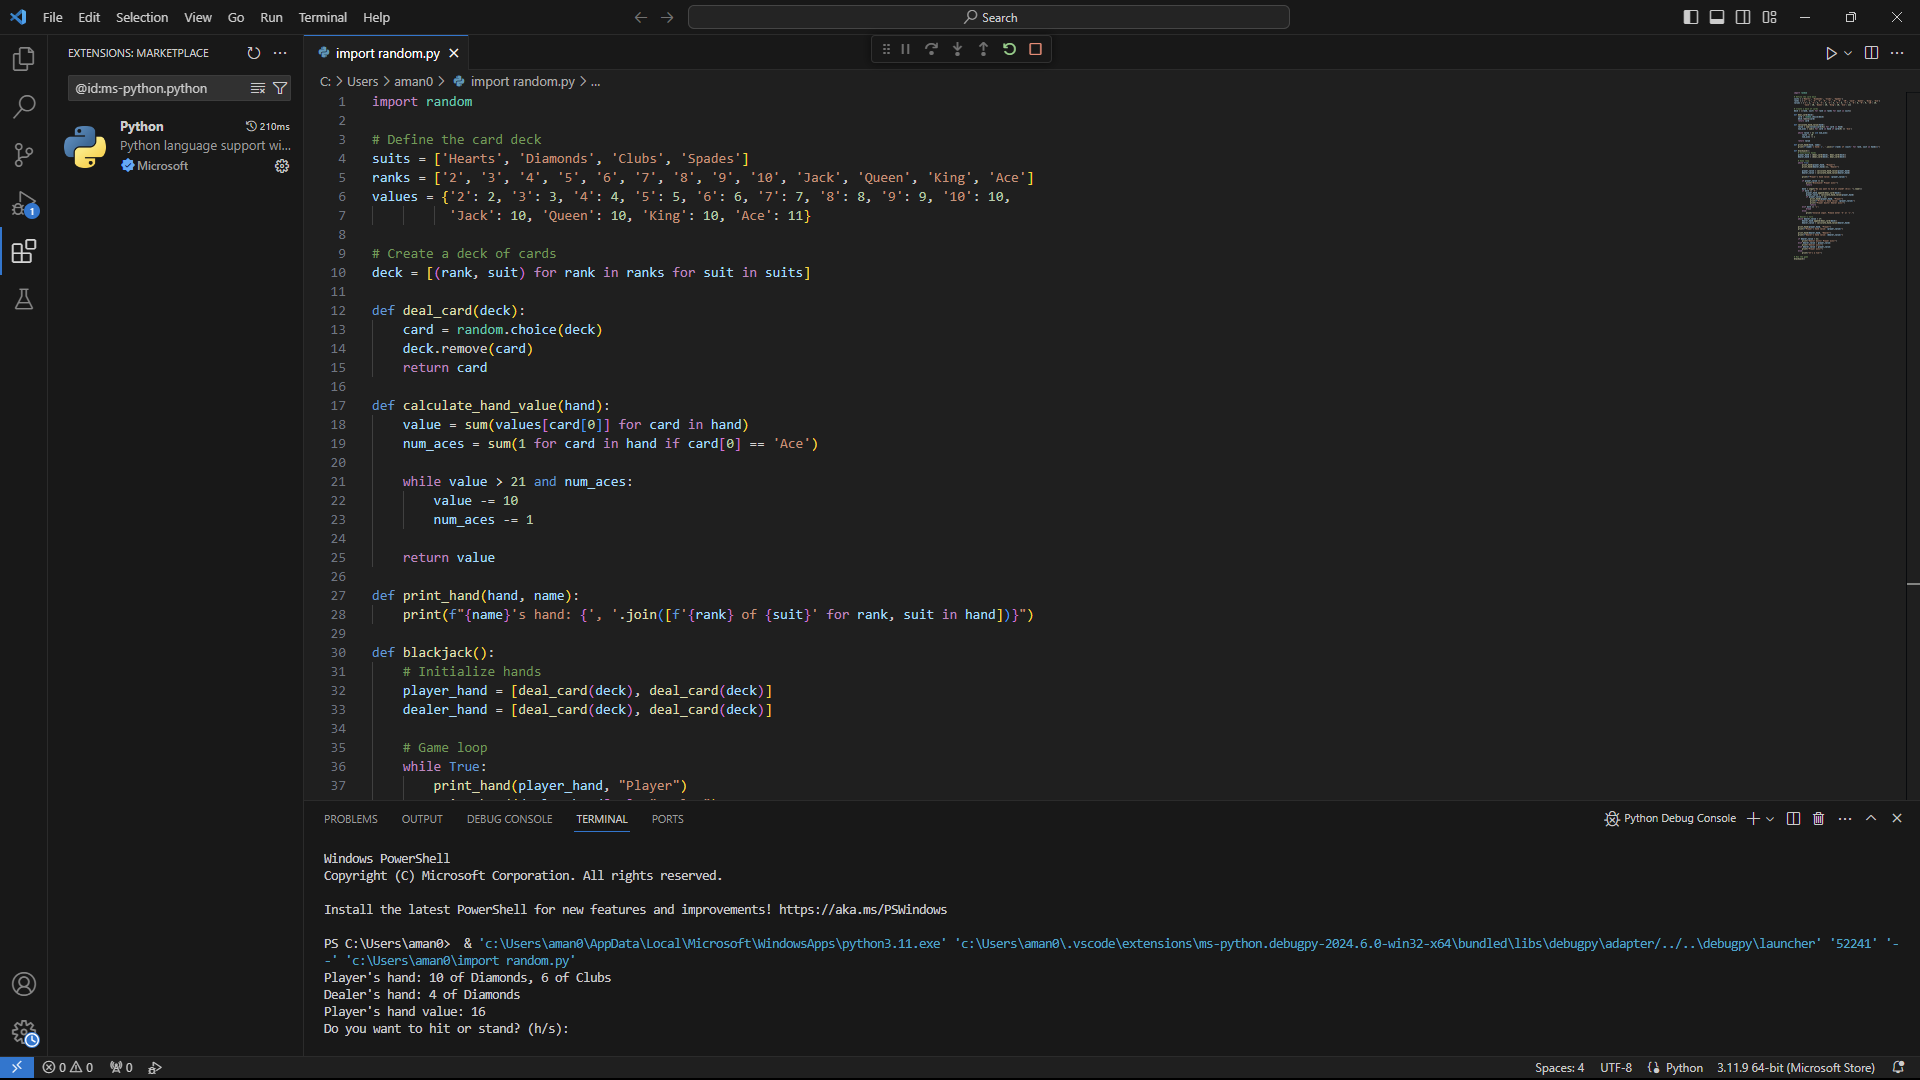 File Edit Selection View Go Run Terminal Help
Search
EXTENSIONS: MARKETPLACE
@id:ms-python.python
Python 210ms
Python language support wi...
Microsoft
1
import random.py
C: > Users > aman0 > import random.py > ...
1 import random
2
3 # Define the card deck
4 suits = ['Hearts', 'Diamonds', 'Clubs', 'Spades']
5 ranks = ['2', '3', '4', '5', '6', '7', '8', '9', '10', 'Jack', 'Queen', 'King', 'Ace']
6 values = {'2': 2, '3': 3, '4': 4, '5': 5, '6': 6, '7': 7, '8': 8, '9': 9, '10': 10,
7 'Jack': 10, 'Queen': 10, 'King': 10, 'Ace': 11}
8
9 # Create a deck of cards
10 deck = [(rank, suit) for rank in ranks for suit in suits]
11
12 def deal_card(deck):
13 card = random.choice(deck)
14 deck.remove(card)
15 return card
16
17 def calculate_hand_value(hand):
18 value = sum(values[card[0]] for card in hand)
19 num_aces = sum(1 for card in hand if card[0] == 'Ace')
20
21 while value > 21 and num_aces:
22 value -= 10
23 num_aces -= 1
24
25 return value
26
27 def print_hand(hand, name):
28 print(f"{name}'s hand: {', '.join([f'{rank} of {suit}' for rank, suit in hand])}")
29
30 def blackjack():
31 # Initialize hands
32 player_hand = [deal_card(deck), deal_card(deck)]
33 dealer_hand = [deal_card(deck), deal_card(deck)]
34
35 # Game loop
36 while True:
37 print_hand(player_hand, "Player")
PROBLEMS OUTPUT DEBUG CONSOLE TERMINAL PORTS
Python Debug Console
Windows PowerShell
Copyright (C) Microsoft Corporation. All rights reserved.
Install the latest PowerShell for new features and improvements! https://aka.ms/PSWindows
PS C:\Users\aman0>  & 'c:\Users\aman0\AppData\Local\Microsoft\WindowsApps\python3.11.exe' 'c:\Users\aman0\.vscode\extensions\ms-python.debugpy-2024.6.0-win32-x64\bundled\libs\debugpy\adapter/../..\debugpy\launcher' '52241' '-
-' 'c:\Users\aman0\import random.py'
Player's hand: 10 of Diamonds, 6 of Clubs
Dealer's hand: 4 of Diamonds
Player's hand value: 16
Do you want to hit or stand? (h/s):
0 0 0
Spaces: 4 UTF-8 Python 3.11.9 64-bit (Microsoft Store)